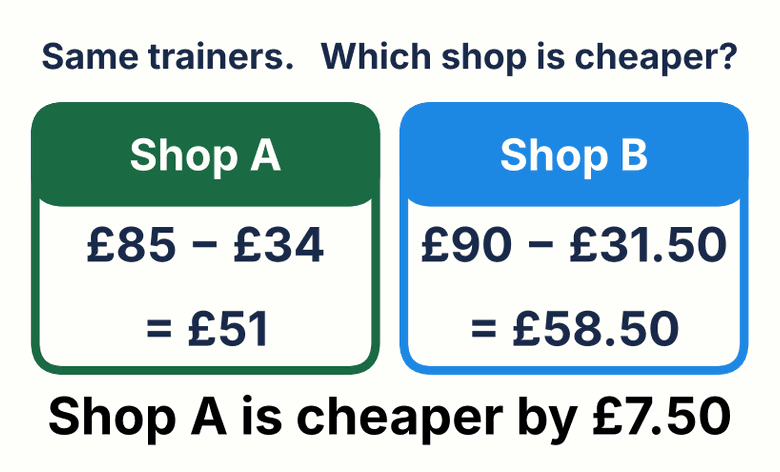 Same trainers. Which shop is cheaper?
Shop A
£85 − £34
= £51
Shop B
£90 − £31.50
= £58.50
Shop A is cheaper by £7.50